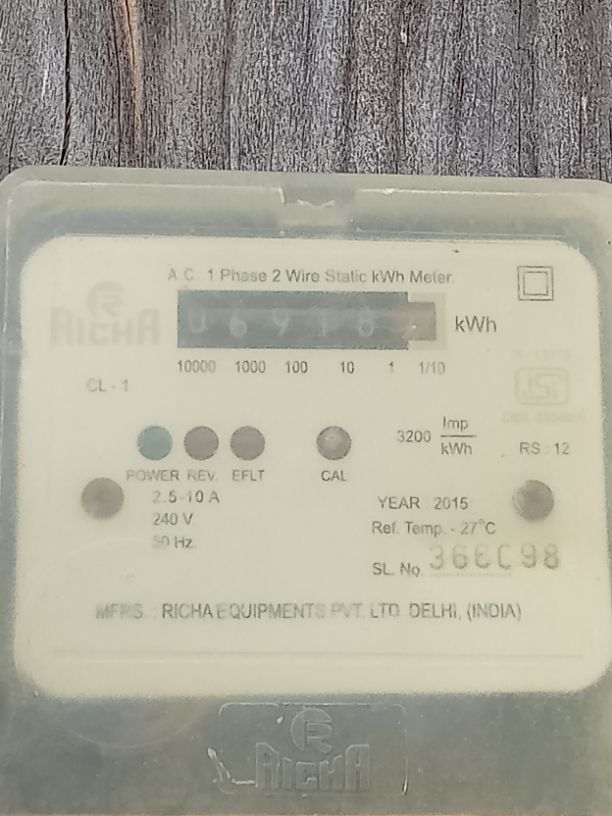 A.C. 1 Phase 2 Wire Static kWh Meter
RICHA
kWh
10000 1000 100 10 1 1/10
CL - 1
3200 Imp/kWh
RS : 12
POWER REV. EFLT CAL
2.5-10 A
YEAR : 2015
240 V.
Ref. Temp. - 27°C
50 Hz.
SL. No.
MFRS. : RICHA EQUIPMENTS PVT. LTD. DELHI, (INDIA)
RICHA